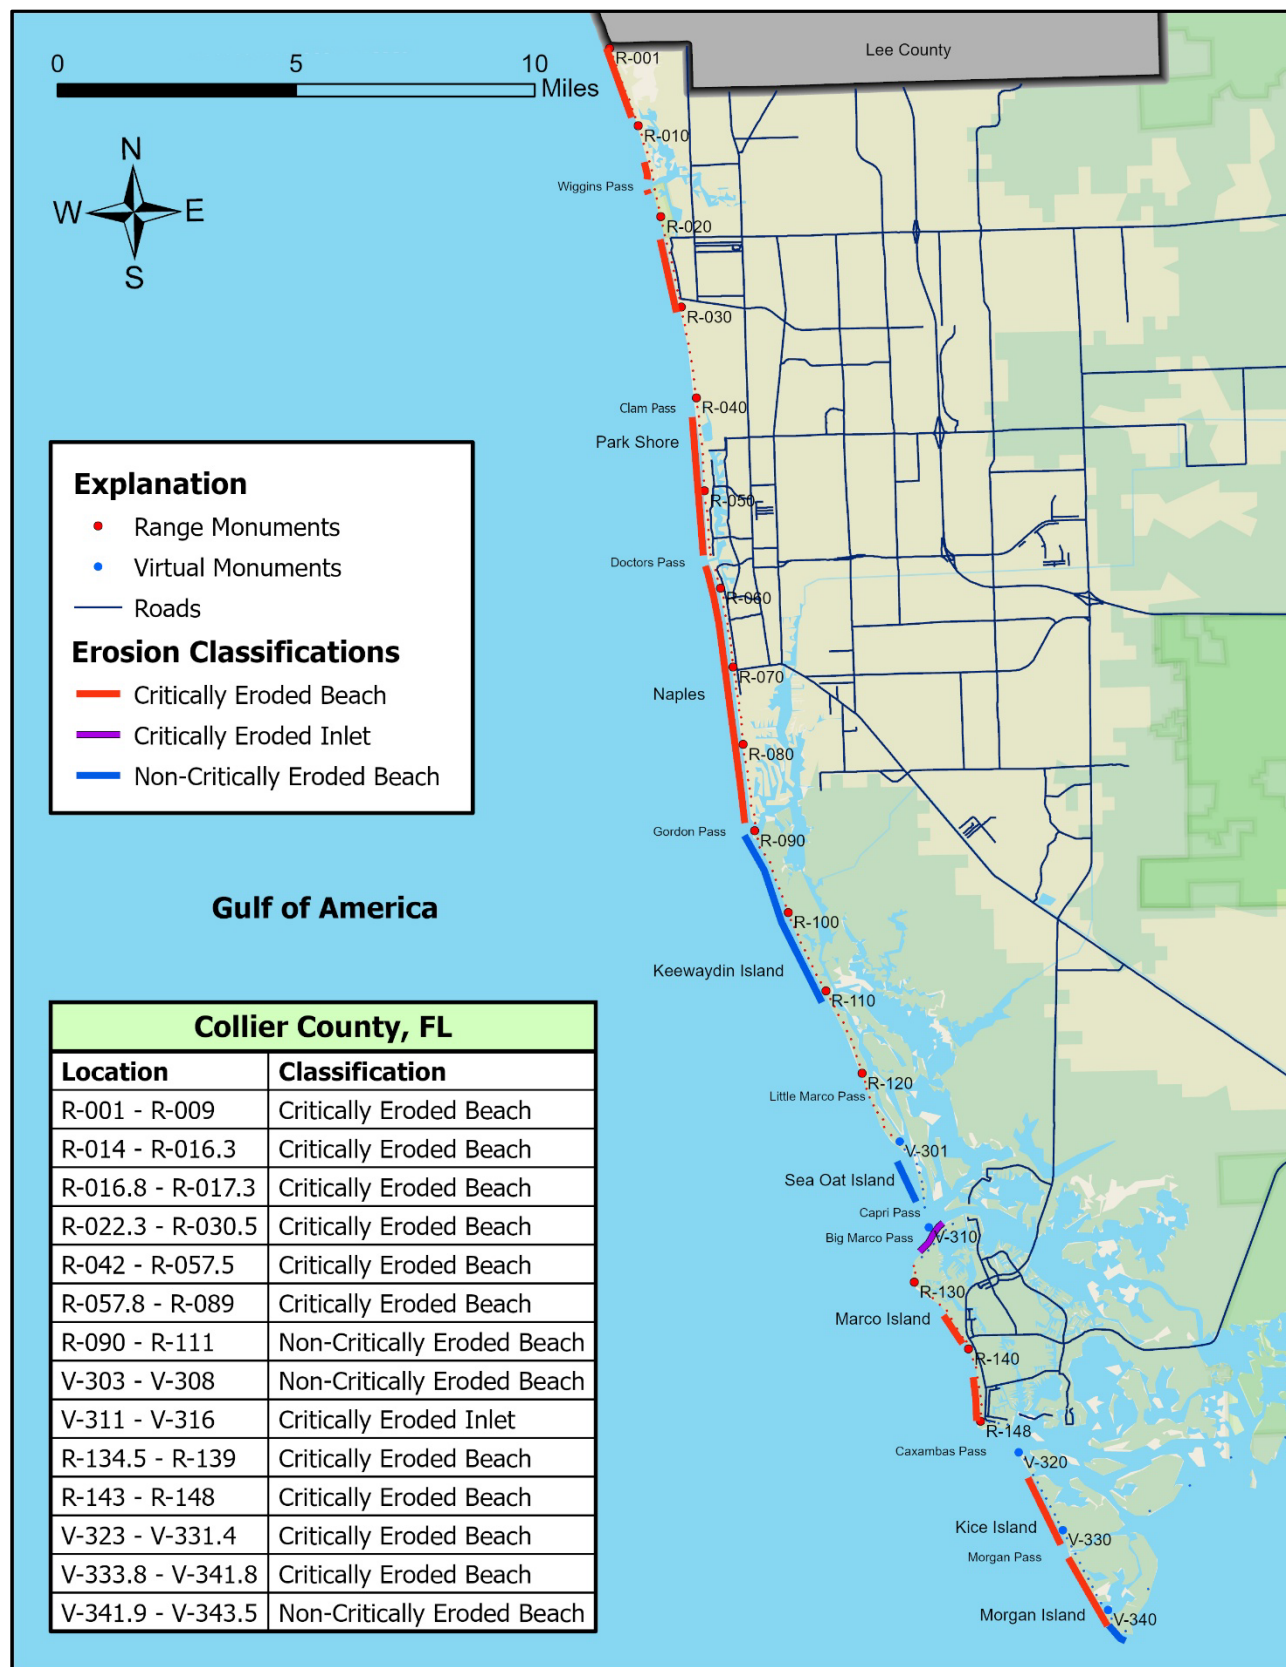 Lee County
0 5 10
Miles
N
W E
S
R-001
R-010
Wiggins Pass
R-020
R-030
Clam Pass
R-040
Park Shore
R-050
Doctors Pass
R-060
R-070
Naples
R-080
Gordon Pass
R-090
R-100
Keewaydin Island
R-110
R-120
Little Marco Pass
V-301
Sea Oat Island
Capri Pass
Big Marco Pass
V-310
R-130
Marco Island
R-140
R-148
Caxambas Pass
V-320
Kice Island
V-330
Morgan Pass
Morgan Island
V-340
Explanation
Range Monuments
Virtual Monuments
Roads
Erosion Classifications
Critically Eroded Beach
Critically Eroded Inlet
Non-Critically Eroded Beach
Gulf of America
Collier County, FL
Location Classification
R-001 - R-009 Critically Eroded Beach
R-014 - R-016.3 Critically Eroded Beach
R-016.8 - R-017.3 Critically Eroded Beach
R-022.3 - R-030.5 Critically Eroded Beach
R-042 - R-057.5 Critically Eroded Beach
R-057.8 - R-089 Critically Eroded Beach
R-090 - R-111 Non-Critically Eroded Beach
V-303 - V-308 Non-Critically Eroded Beach
V-311 - V-316 Critically Eroded Inlet
R-134.5 - R-139 Critically Eroded Beach
R-143 - R-148 Critically Eroded Beach
V-323 - V-331.4 Critically Eroded Beach
V-333.8 - V-341.8 Critically Eroded Beach
V-341.9 - V-343.5 Non-Critically Eroded Beach